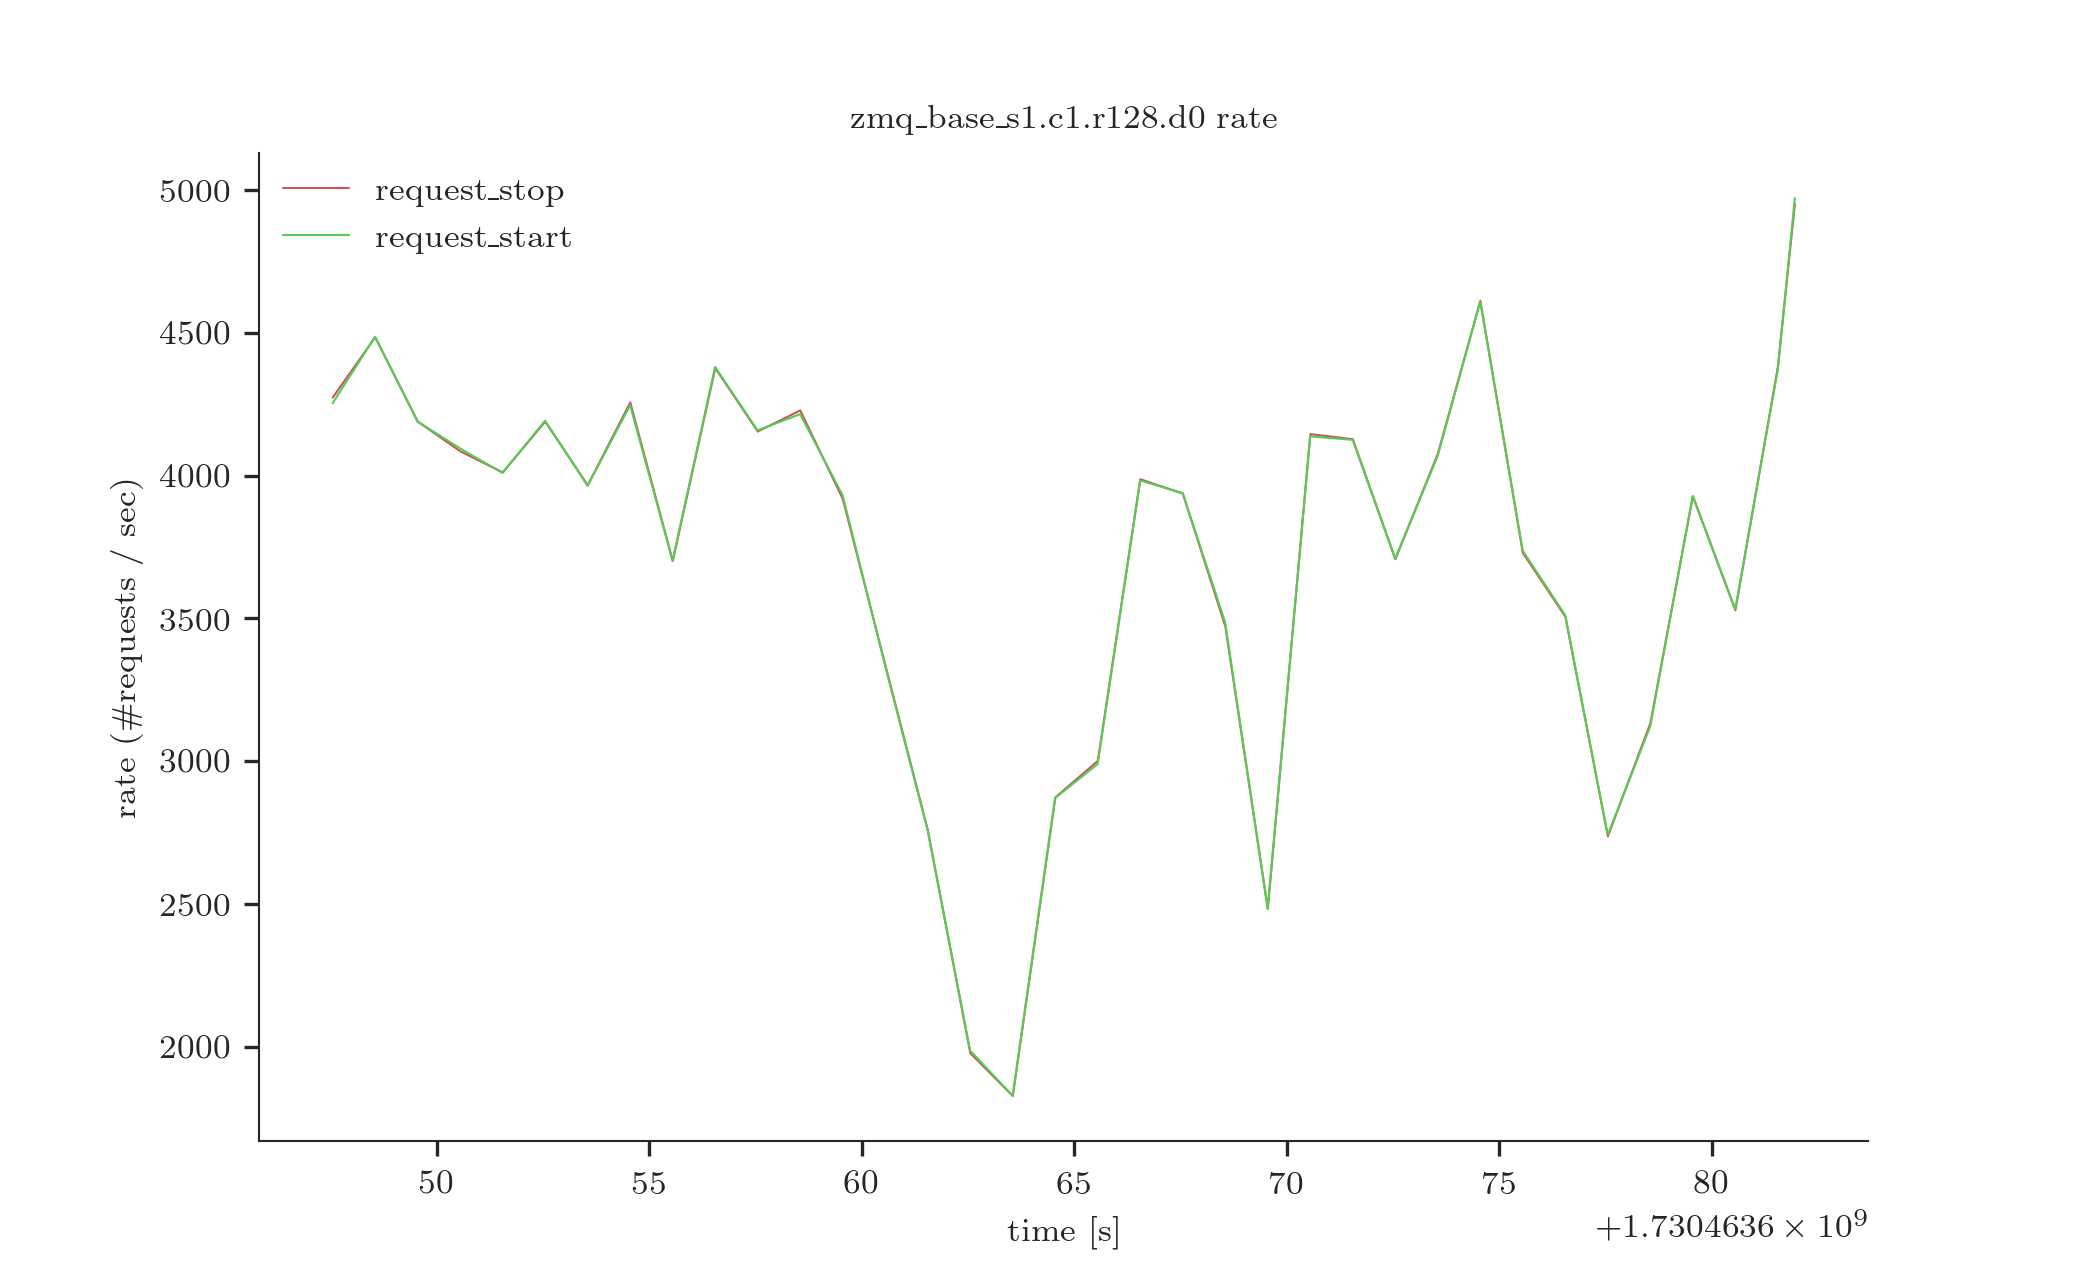 zmq_base_s1.c1.r128.d0 rate
request_stop
request_start
rate (#requests / sec)
5000
4500
4000
3500
3000
2500
2000
50 55 60 65 70 75 80
time [s]
+1.7304636 × 10⁹